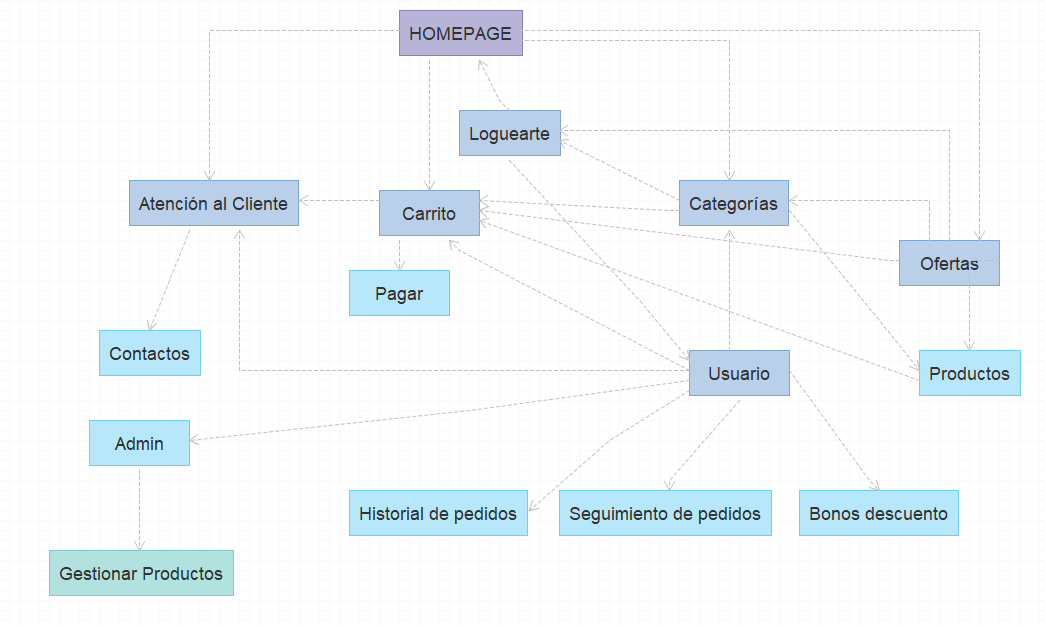 HOMEPAGE
Loguearte
Atención al Cliente
Carrito
Categorías
Ofertas
Pagar
Contactos
Usuario
Productos
Admin
Historial de pedidos
Seguimiento de pedidos
Bonos descuento
Gestionar Productos